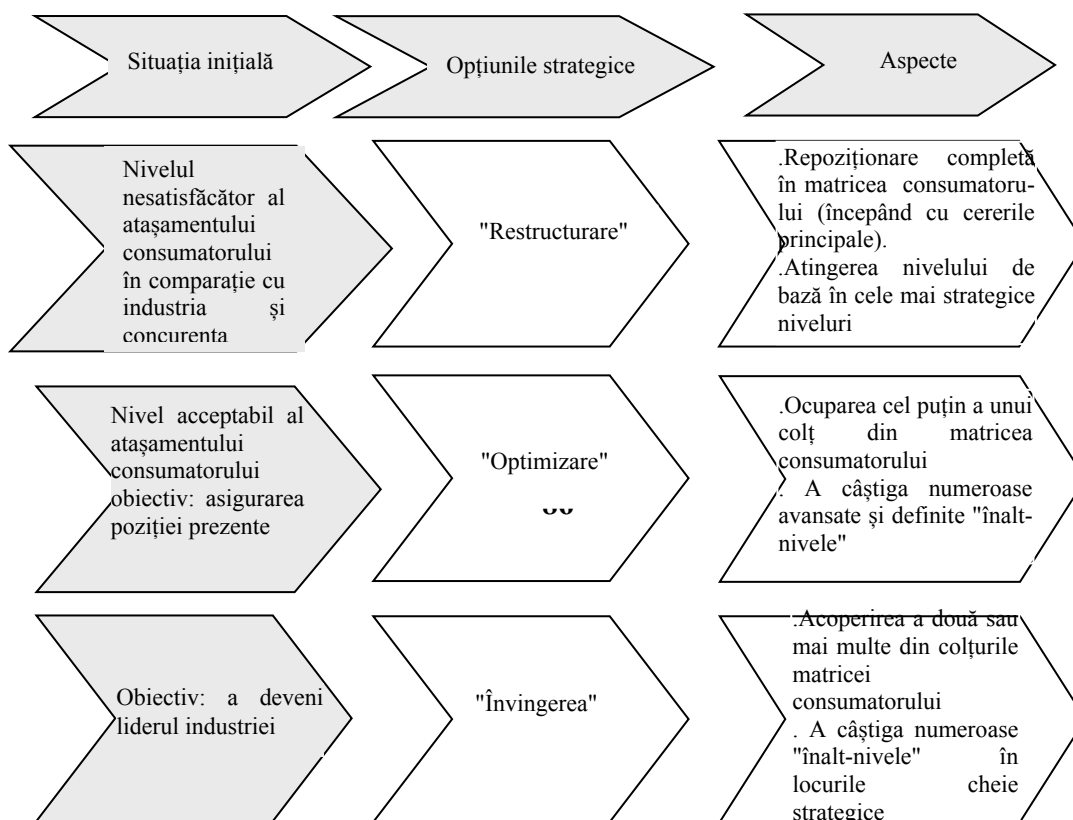 Situația inițială
Opțiunile strategice
Aspecte
Nivelul
nesatisfăcător al
atașamentului
consumatorului
în comparație cu
industria și
concurența
"Restructurare"
.Repoziționare completă
în matricea consumatoru-
lui (începând cu cererile
principale).
.Atingerea nivelului de
bază în cele mai strategice
niveluri
Nivel acceptabil al
atașamentului
consumatorului
obiectiv: asigurarea
poziției prezente
"Optimizare"
.Ocuparea cel puțin a unui
colț din matricea
consumatorului
. A câștiga numeroase
avansate și definite "înalt-
nivele"
Obiectiv: a deveni
liderul industriei
"Învingerea"
.Acoperirea a două sau
mai multe din colțurile
matricei
consumatorului
. A câștiga numeroase
"înalt-nivele" în
locurile cheie
strategice